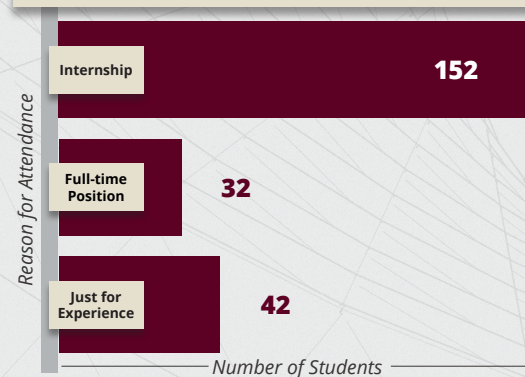 Internship
152
Full-time
Position
32
Just for
Experience
42
Reason for Attendance
Number of Students